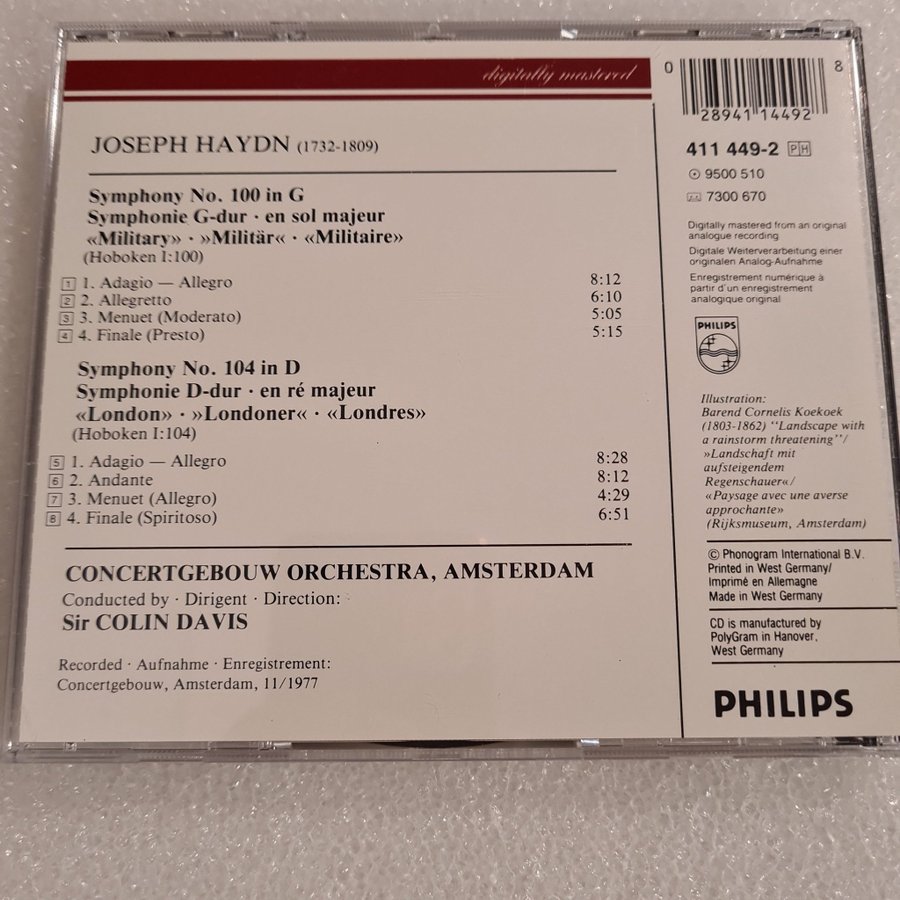 digitally mastered
JOSEPH HAYDN (1732-1809)
Symphony No. 100 in G
Symphonie G-dur · en sol majeur
«Military» · »Militär« · «Militaire»
(Hoboken I:100)
1 1. Adagio — Allegro 8:12
2 2. Allegretto 6:10
3 3. Menuet (Moderato) 5:05
4 4. Finale (Presto) 5:15
Symphony No. 104 in D
Symphonie D-dur · en ré majeur
«London» · »Londoner« · «Londres»
(Hoboken I:104)
5 1. Adagio — Allegro 8:28
6 2. Andante 8:12
7 3. Menuet (Allegro) 4:29
8 4. Finale (Spiritoso) 6:51
CONCERTGEBOUW ORCHESTRA, AMSTERDAM
Conducted by · Dirigent · Direction:
Sir COLIN DAVIS
Recorded · Aufnahme · Enregistrement:
Concertgebouw, Amsterdam, 11/1977
0 28941 14492 8
411 449-2 PH
9500 510
7300 670
Digitally mastered from an original
analogue recording
Digitale Weiterverarbeitung einer
originalen Analog-Aufnahme
Enregistrement numérique à
partir d'un enregistrement
analogique original
PHILIPS
Illustration:
Barend Cornelis Koekoek
(1803-1862) "Landscape with
a rainstorm threatening"/
»Landschaft mit
aufsteigendem
Regenschauer«/
«Paysage avec une averse
approchante»
(Rijksmuseum, Amsterdam)
© Phonogram International B.V.
Printed in West Germany/
Imprimé en Allemagne
Made in West Germany
CD is manufactured by
PolyGram in Hanover,
West Germany
PHILIPS